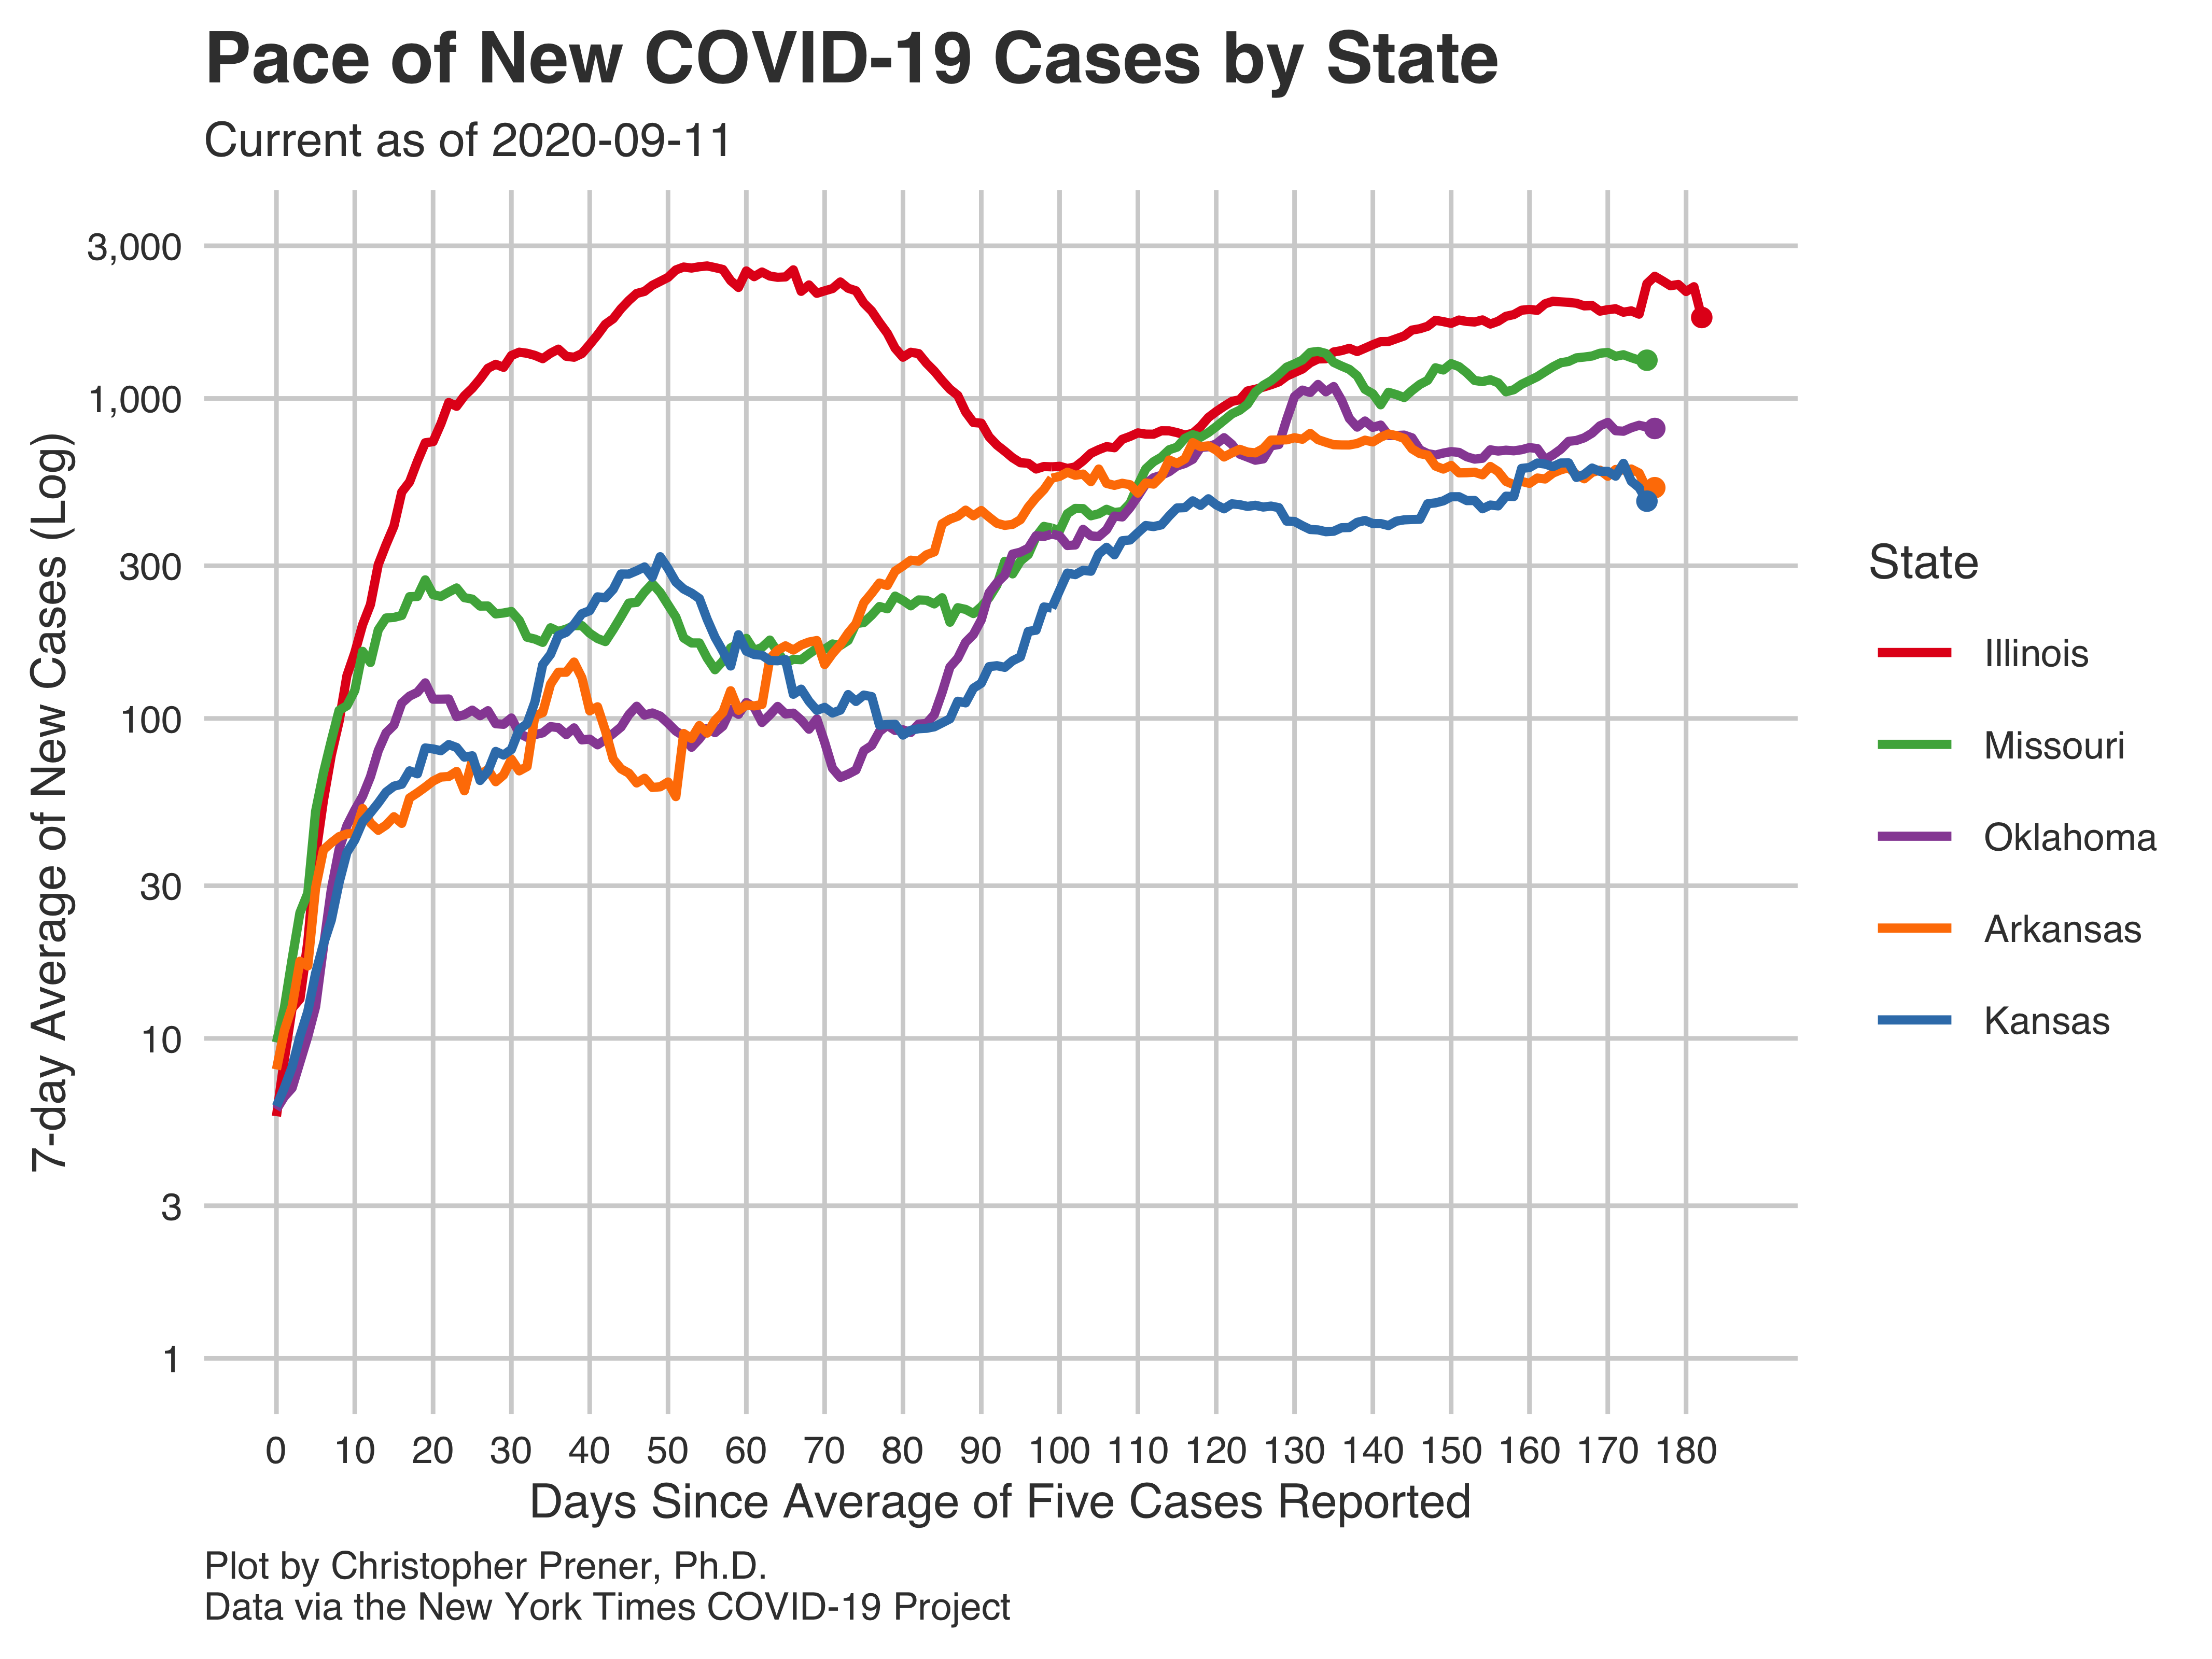 Pace of New COVID-19 Cases by State
Current as of 2020-09-11
7-day Average of New Cases (Log)
3,000
1,000
300
100
30
10
3
1
0 10 20 30 40 50 60 70 80 90 100 110 120 130 140 150 160 170 180
Days Since Average of Five Cases Reported
State
Illinois
Missouri
Oklahoma
Arkansas
Kansas
Plot by Christopher Prener, Ph.D.
Data via the New York Times COVID-19 Project